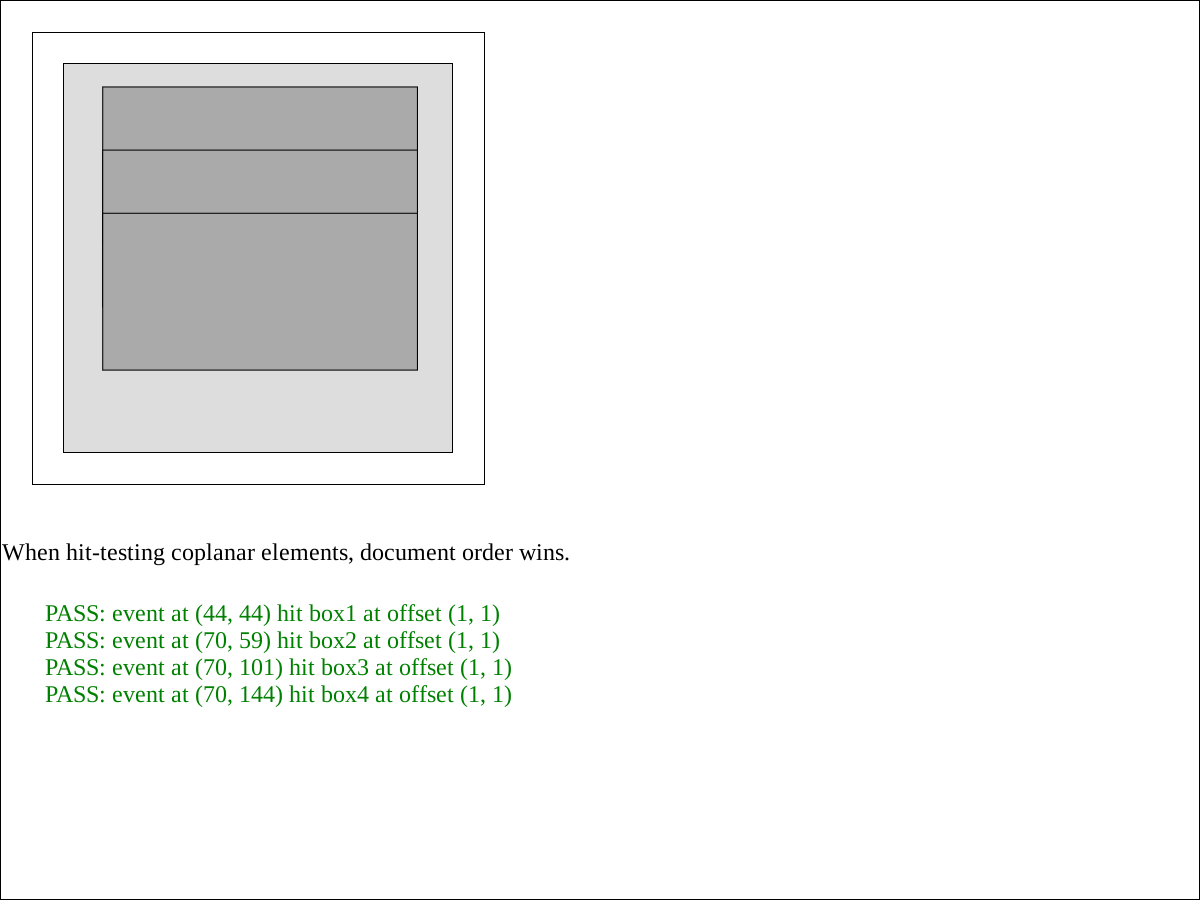 When hit-testing coplanar elements, document order wins.
PASS: event at (44, 44) hit box1 at offset (1, 1)
PASS: event at (70, 59) hit box2 at offset (1, 1)
PASS: event at (70, 101) hit box3 at offset (1, 1)
PASS: event at (70, 144) hit box4 at offset (1, 1)